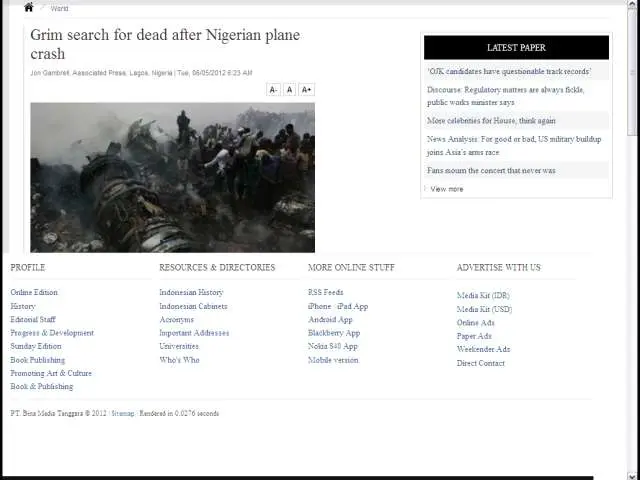 World
Grim search for dead after Nigerian plane
crash
Jon Gambrell, Associated Press, Lagos, Nigeria | Tue, 06/05/2012 6:23 AM
A- A A+
LATEST PAPER
'OJK candidates have questionable track records'
Discourse: Regulatory matters are always fickle,
public works minister says
More celebrities for House, think again
News Analysis: For good or bad, US military buildup
joins Asia's arms race
Fans mourn the concert that never was
View more
PROFILE
Online Edition
History
Editorial Staff
Progress & Development
Sunday Edition
Book Publishing
Promoting Art & Culture
Book & Publishing
RESOURCES & DIRECTORIES
Indonesian History
Indonesian Cabinets
Acronyms
Important Addresses
Universities
Who's Who
MORE ONLINE STUFF
RSS Feeds
iPhone / iPad App
Android App
Blackberry App
Nokia S40 App
Mobile version
ADVERTISE WITH US
Media Kit (IDR)
Media Kit (USD)
Online Ads
Paper Ads
Weekender Ads
Direct Contact
PT. Bina Media Tenggara © 2012 | Sitemap | Rendered in 0.0276 seconds